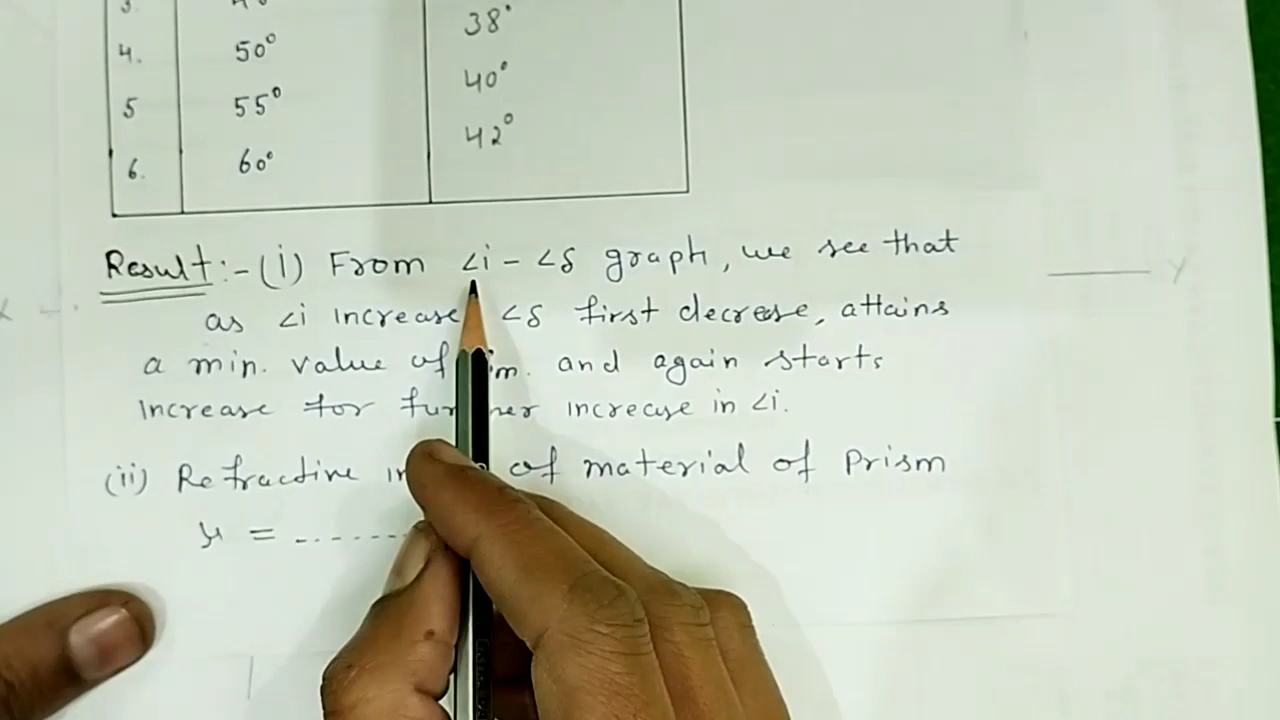 38°
4. 50°
40°
5 55°
42°
6. 60°
Result:- (i) From ∠i - ∠δ graph, we see that
as ∠i increase ∠δ first decrese, attains
a min. value of m. and again starts
increase for increase in ∠i.
(ii) Refractive of material of Prism
μ = .......
Y